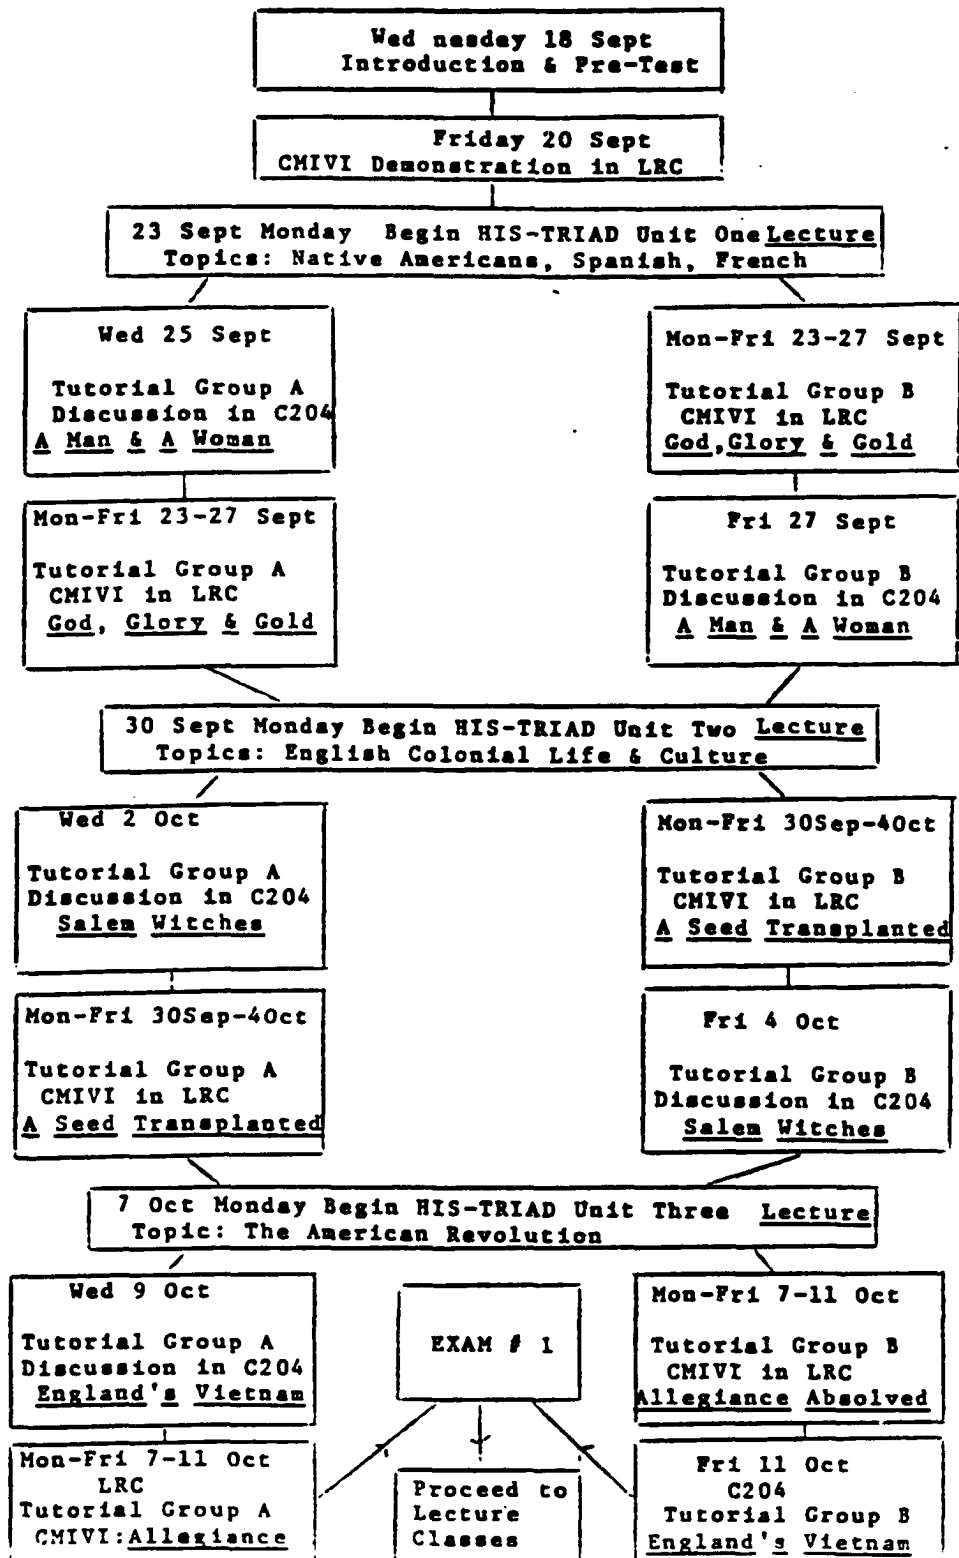 Wed nesday 18 Sept
Introduction & Pre-Test
Friday 20 Sept
CMIVI Demonstration in LRC
23 Sept Monday Begin HIS-TRIAD Unit One Lecture
Topics: Native Americans, Spanish, French
Wed 25 Sept
Tutorial Group A
Discussion in C204
A Man & A Woman
Mon-Fri 23-27 Sept
Tutorial Group B
CMIVI in LRC
God,Glory & Gold
Mon-Fri 23-27 Sept
Tutorial Group A
CMIVI in LRC
God, Glory & Gold
Fri 27 Sept
Tutorial Group B
Discussion in C204
A Man & A Woman
30 Sept Monday Begin HIS-TRIAD Unit Two Lecture
Topics: English Colonial Life & Culture
Wed 2 Oct
Tutorial Group A
Discussion in C204
Salem Witches
Mon-Fri 30Sep-4Oct
Tutorial Group B
CMIVI in LRC
A Seed Transplanted
Mon-Fri 30Sep-4Oct
Tutorial Group A
CMIVI in LRC
A Seed Transplanted
Fri 4 Oct
Tutorial Group B
Discussion in C204
Salem Witches
7 Oct Monday Begin HIS-TRIAD Unit Three Lecture
Topic: The American Revolution
Wed 9 Oct
Tutorial Group A
Discussion in C204
England's Vietnam
EXAM # 1
Mon-Fri 7-11 Oct
Tutorial Group B
CMIVI in LRC
Allegiance Absolved
Mon-Fri 7-11 Oct
LRC
Tutorial Group A
CMIVI:Allegiance
Proceed to
Lecture
Classes
Fri 11 Oct
C204
Tutorial Group B
England's Vietnam